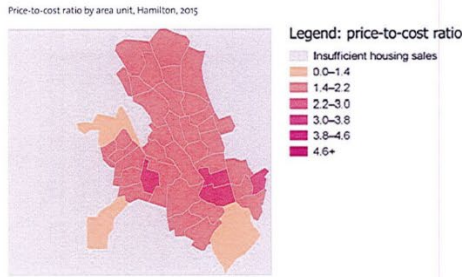 Price-to-cost ratio by area unit, Hamilton, 2015
Legend: price-to-cost ratio
Insufficient housing sales
0.0–1.4
1.4–2.2
2.2–3.0
3.0–3.8
3.8–4.6
4.6+